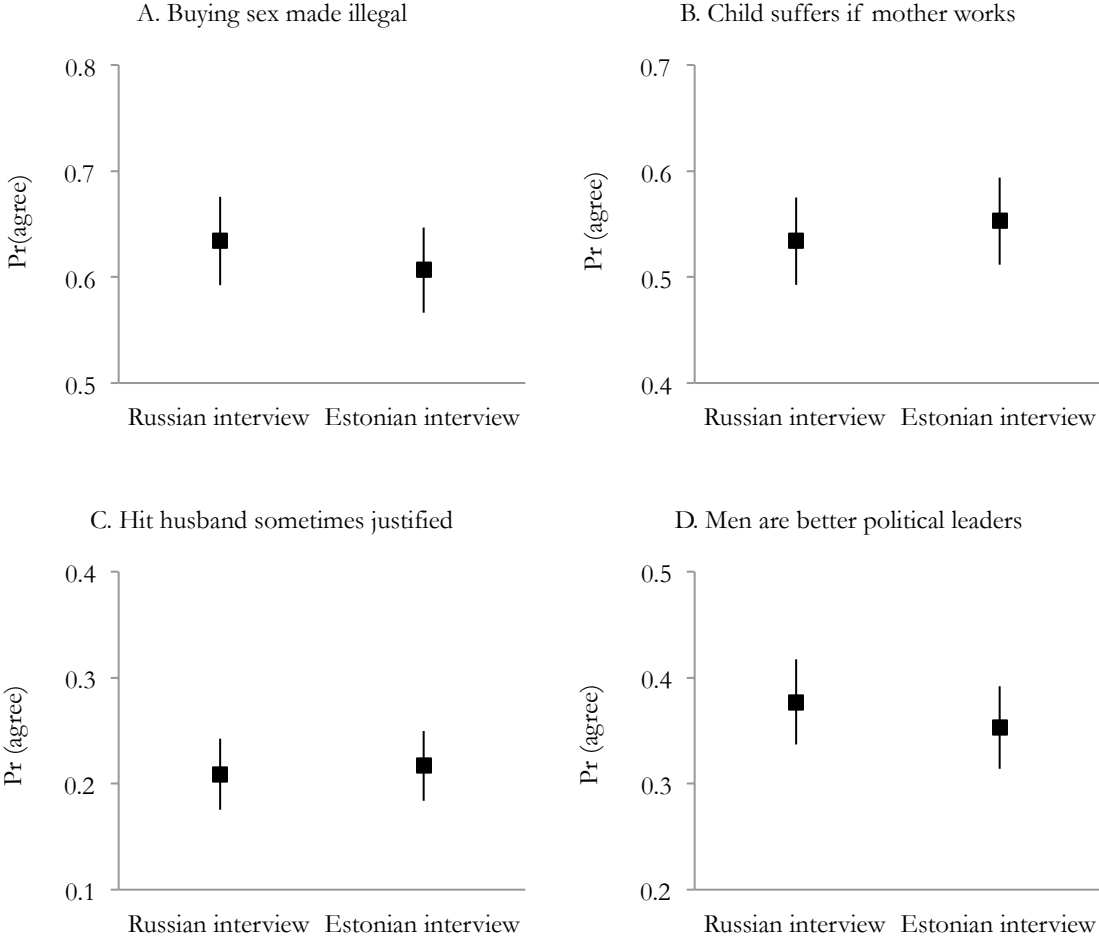 A. Buying sex made illegal
Pr(agree)
0.8
0.7
0.6
0.5
Russian interview Estonian interview
B. Child suffers if mother works
Pr (agree)
0.7
0.6
0.5
0.4
Russian interview Estonian interview
C. Hit husband sometimes justified
Pr (agree)
0.4
0.3
0.2
0.1
Russian interview Estonian interview
D. Men are better political leaders
Pr (agree)
0.5
0.4
0.3
0.2
Russian interview Estonian interview